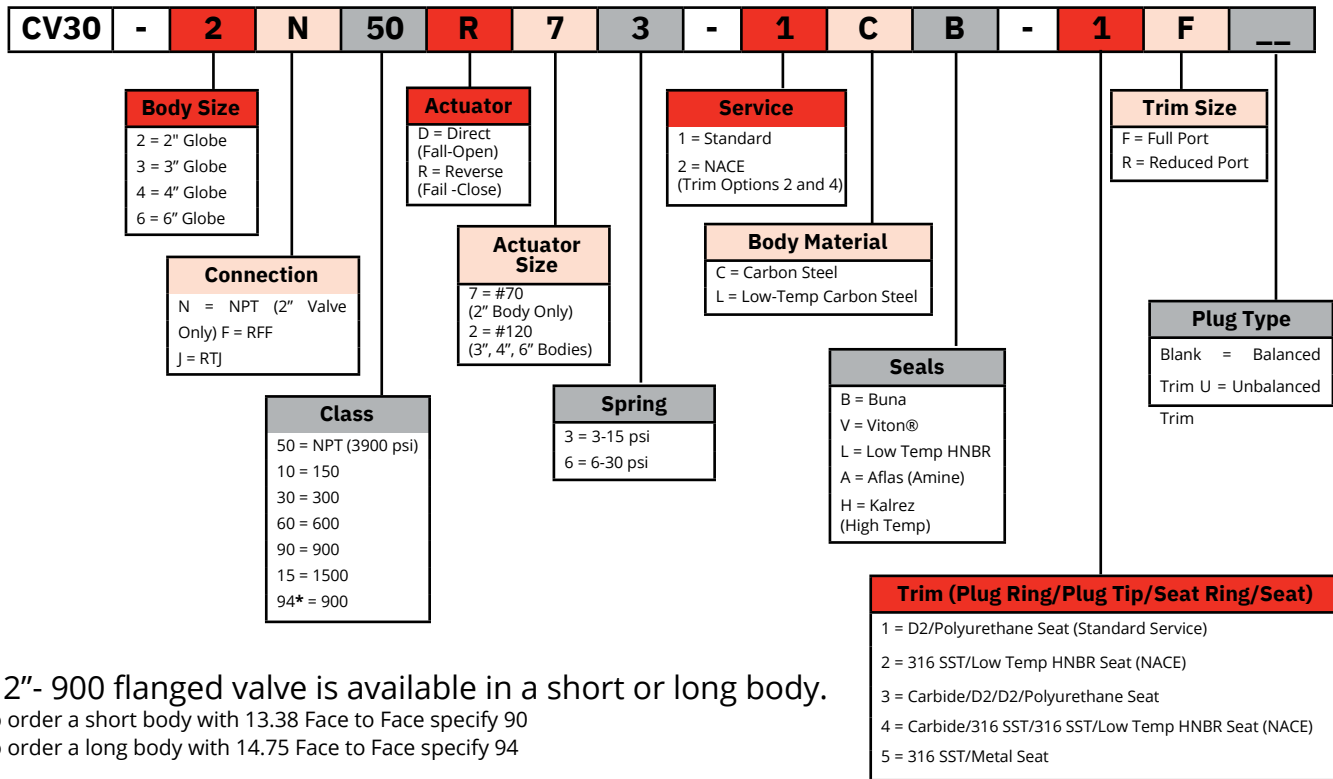 CV30 - 2 N 50 R 7 3 - 1 C B - 1 F __
Body Size
2 = 2" Globe
3 = 3” Globe
4 = 4” Globe
6 = 6” Globe
Connection
N = NPT (2” Valve
Only) F = RFF
J = RTJ
Class
50 = NPT (3900 psi)
10 = 150
30 = 300
60 = 600
90 = 900
15 = 1500
94* = 900
Actuator
D = Direct
(Fall-Open)
R = Reverse
(Fail -Close)
Actuator
Size
7 = #70
(2” Body Only)
2 = #120
(3”, 4”, 6” Bodies)
Spring
3 = 3-15 psi
6 = 6-30 psi
Service
1 = Standard
2 = NACE
(Trim Options 2 and 4)
Body Material
C = Carbon Steel
L = Low-Temp Carbon Steel
Seals
B = Buna
V = Viton®
L = Low Temp HNBR
A = Aflas (Amine)
H = Kalrez
(High Temp)
Trim (Plug Ring/Plug Tip/Seat Ring/Seat)
1 = D2/Polyurethane Seat (Standard Service)
2 = 316 SST/Low Temp HNBR Seat (NACE)
3 = Carbide/D2/D2/Polyurethane Seat
4 = Carbide/316 SST/316 SST/Low Temp HNBR Seat (NACE)
5 = 316 SST/Metal Seat
Trim Size
F = Full Port
R = Reduced Port
Plug Type
Blank = Balanced
Trim U = Unbalanced
Trim
2”- 900 flanged valve is available in a short or long body.
o order a short body with 13.38 Face to Face specify 90
o order a long body with 14.75 Face to Face specify 94